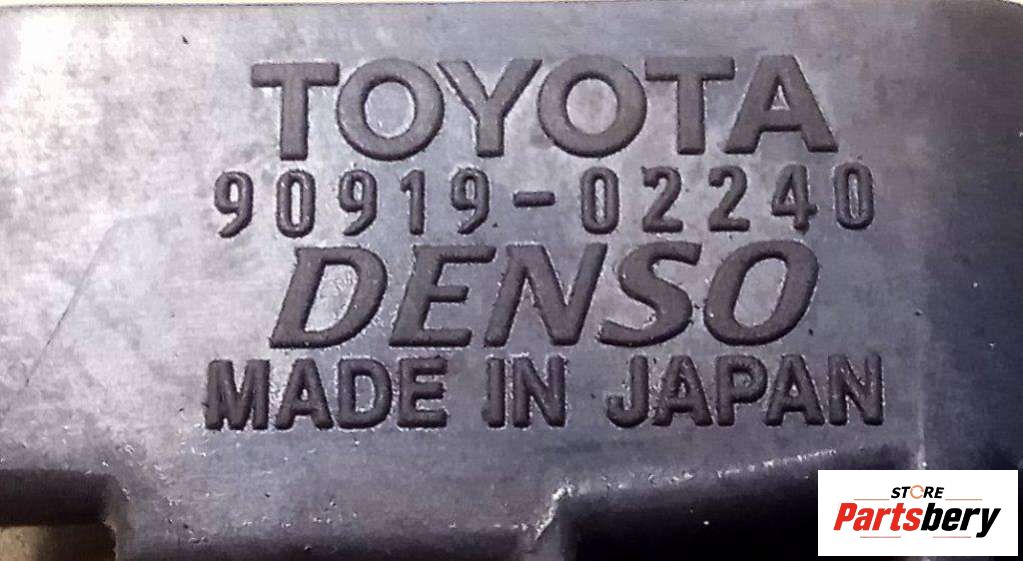 TOYOTA
90919-02240
DENSO
MADE IN JAPAN
STORE
Partsbery